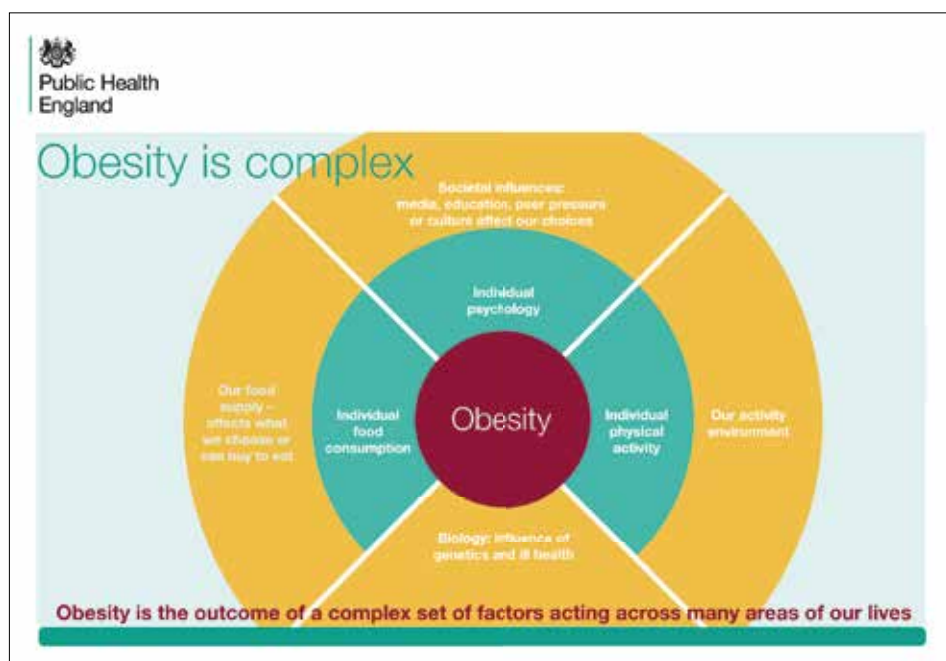 Public Health
England
Obesity is complex
Societal influences:
media, education, peer pressure
or culture affect our choices
Individual
psychology
Our food
supply –
affects what
we choose or
can buy to eat
Individual
food
consumption
Obesity
Individual
physical
activity
Our activity
environment
Biology: influence of
genetics and ill health
Obesity is the outcome of a complex set of factors acting across many areas of our lives